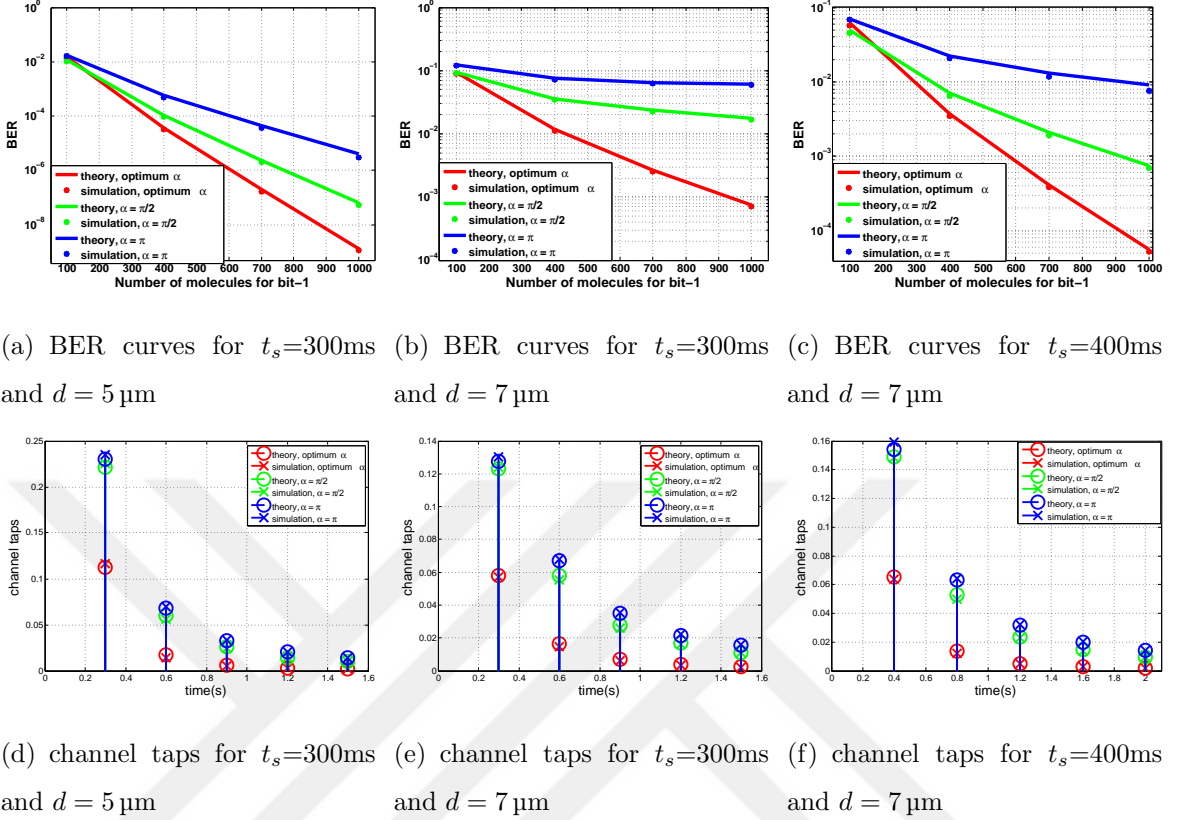 10^0
10^−2
10^−4
10^−6
10^−8
BER
100 200 300 400 500 600 700 800 900 1000
Number of molecules for bit−1
theory, optimum α
simulation, optimum α
theory, α = π/2
simulation, α = π/2
theory, α = π
simulation, α = π
10^0
10^−1
10^−2
10^−3
10^−4
BER
100 200 300 400 500 600 700 800 900 1000
Number of molecules for bit−1
theory, optimum α
simulation, optimum α
theory, α = π/2
simulation, α = π/2
theory, α = π
simulation, α = π
10^−1
10^−2
10^−3
10^−4
BER
100 200 300 400 500 600 700 800 900 1000
Number of molecules for bit−1
theory, optimum α
simulation, optimum α
theory, α = π/2
simulation, α = π/2
theory, α = π
simulation, α = π
(a) BER curves for t_s=300ms
and d = 5 µm
(b) BER curves for t_s=300ms
and d = 7 µm
(c) BER curves for t_s=400ms
and d = 7 µm
0.25
0.2
0.15
0.1
0.05
0
channel taps
0 0.2 0.4 0.6 0.8 1 1.2 1.4 1.6
time(s)
theory, optimum α
simulation, optimum α
theory, α = π/2
simulation, α = π/2
theory, α = π
simulation, α = π
0.14
0.12
0.1
0.08
0.06
0.04
0.02
0
channel taps
0 0.2 0.4 0.6 0.8 1 1.2 1.4 1.6
time(s)
theory, optimum α
simulation, optimum α
theory, α = π/2
simulation, α = π/2
theory, α = π
simulation, α = π
0.16
0.14
0.12
0.1
0.08
0.06
0.04
0.02
0
channel taps
0 0.2 0.4 0.6 0.8 1 1.2 1.4 1.6 1.8 2
time(s)
theory, optimum α
simulation, optimum α
theory, α = π/2
simulation, α = π/2
theory, α = π
simulation, α = π
(d) channel taps for t_s=300ms
and d = 5 µm
(e) channel taps for t_s=300ms
and d = 7 µm
(f) channel taps for t_s=400ms
and d = 7 µm